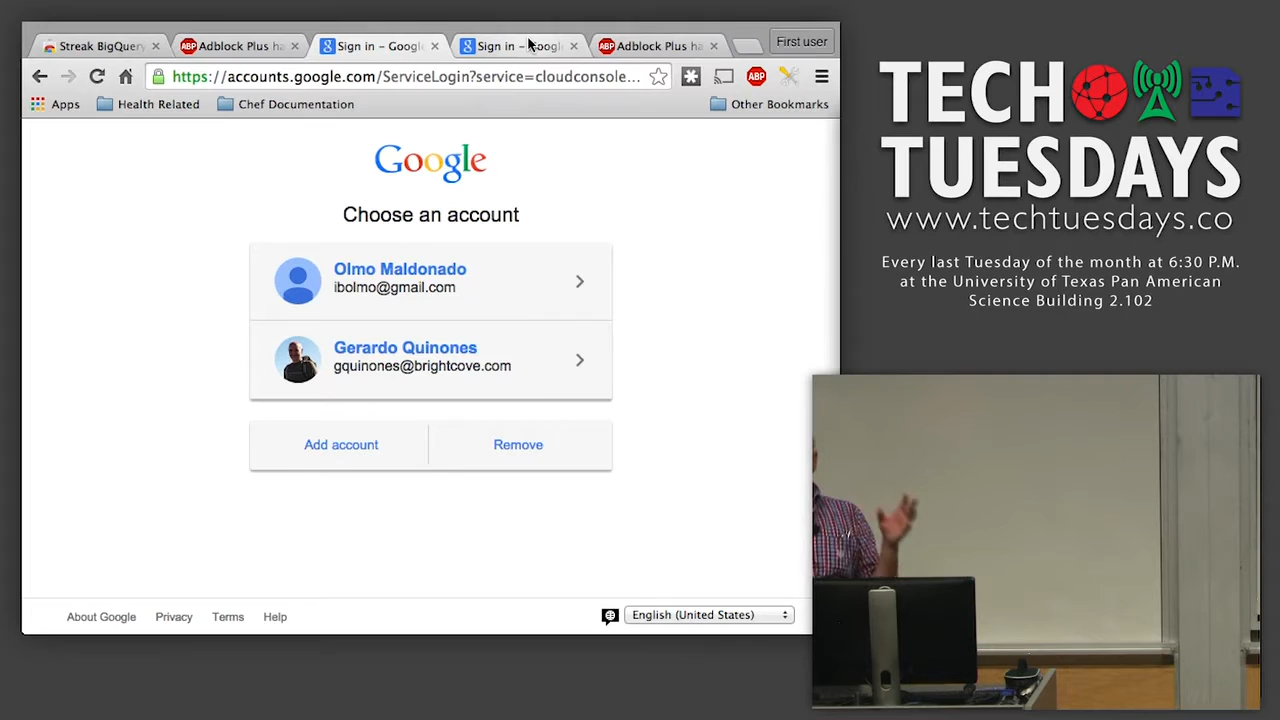 Streak BigQuery
Adblock Plus ha
Sign in – Google
Sign in – Google
Adblock Plus ha
First user
https://accounts.google.com/ServiceLogin?service=cloudconsole...
ABP
Apps
Health Related
Chef Documentation
Other Bookmarks
Google
Choose an account
Olmo Maldonado
ibolmo@gmail.com
Gerardo Quinones
gquinones@brightcove.com
Add account
Remove
About Google
Privacy
Terms
Help
English (United States)
TECH
TUESDAYS
www.techtuesdays.co
Every last Tuesday of the month at 6:30 P.M.
at the University of Texas Pan American
Science Building 2.102